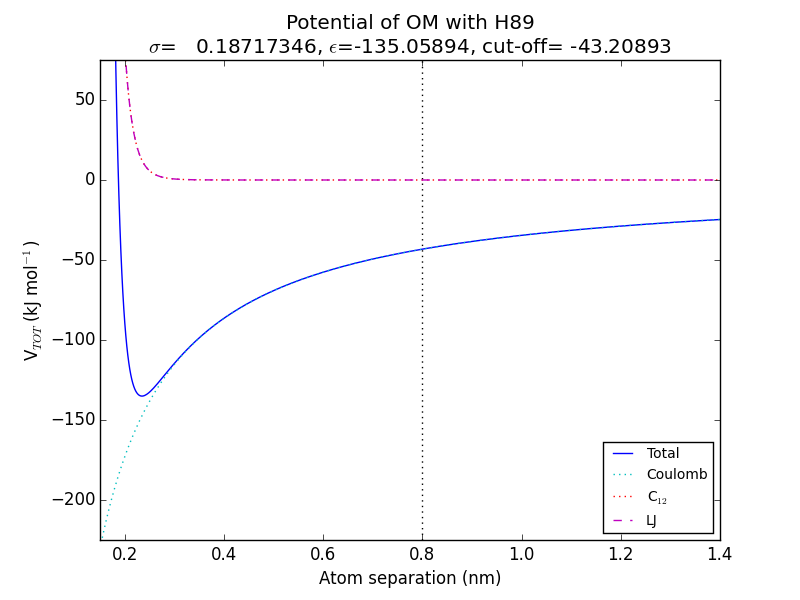 Potential of OM with H89
σ= 0.18717346, ϵ=-135.05894, cut-off= -43.20893
50
0
−50
−100
−150
−200
V_TOT (kJ mol⁻¹)
Total
Coulomb
C₁₂
LJ
0.2 0.4 0.6 0.8 1.0 1.2 1.4
Atom separation (nm)